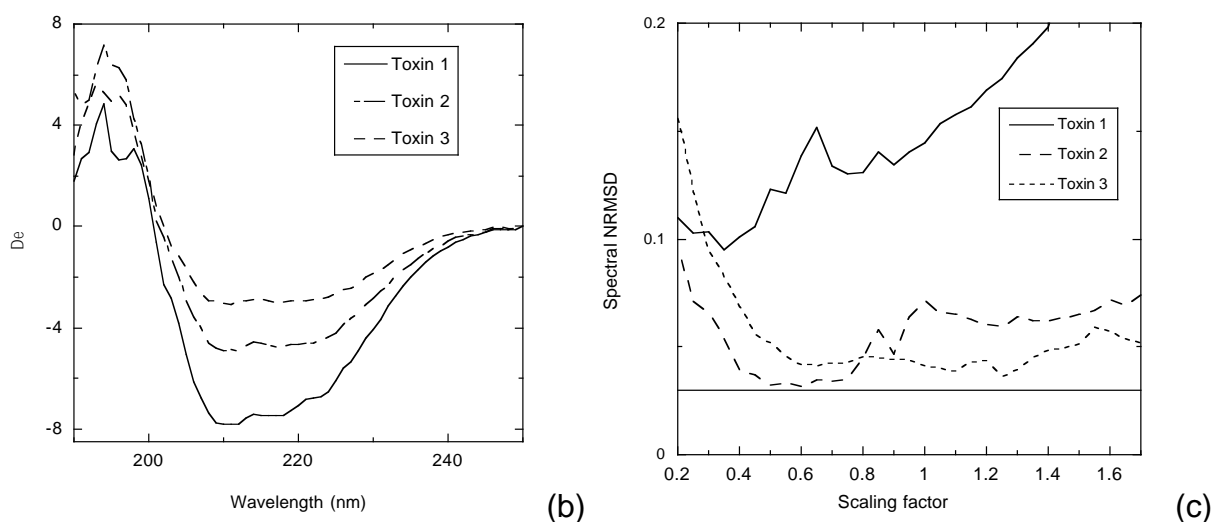 8
4
0
-4
-8
De
200
220
240
Wavelength (nm)
Toxin 1
Toxin 2
Toxin 3
(b)
0.2
0.1
0
Spectral NRMSD
0.2
0.4
0.6
0.8
1
1.2
1.4
1.6
Scaling factor
Toxin 1
Toxin 2
Toxin 3
(c)